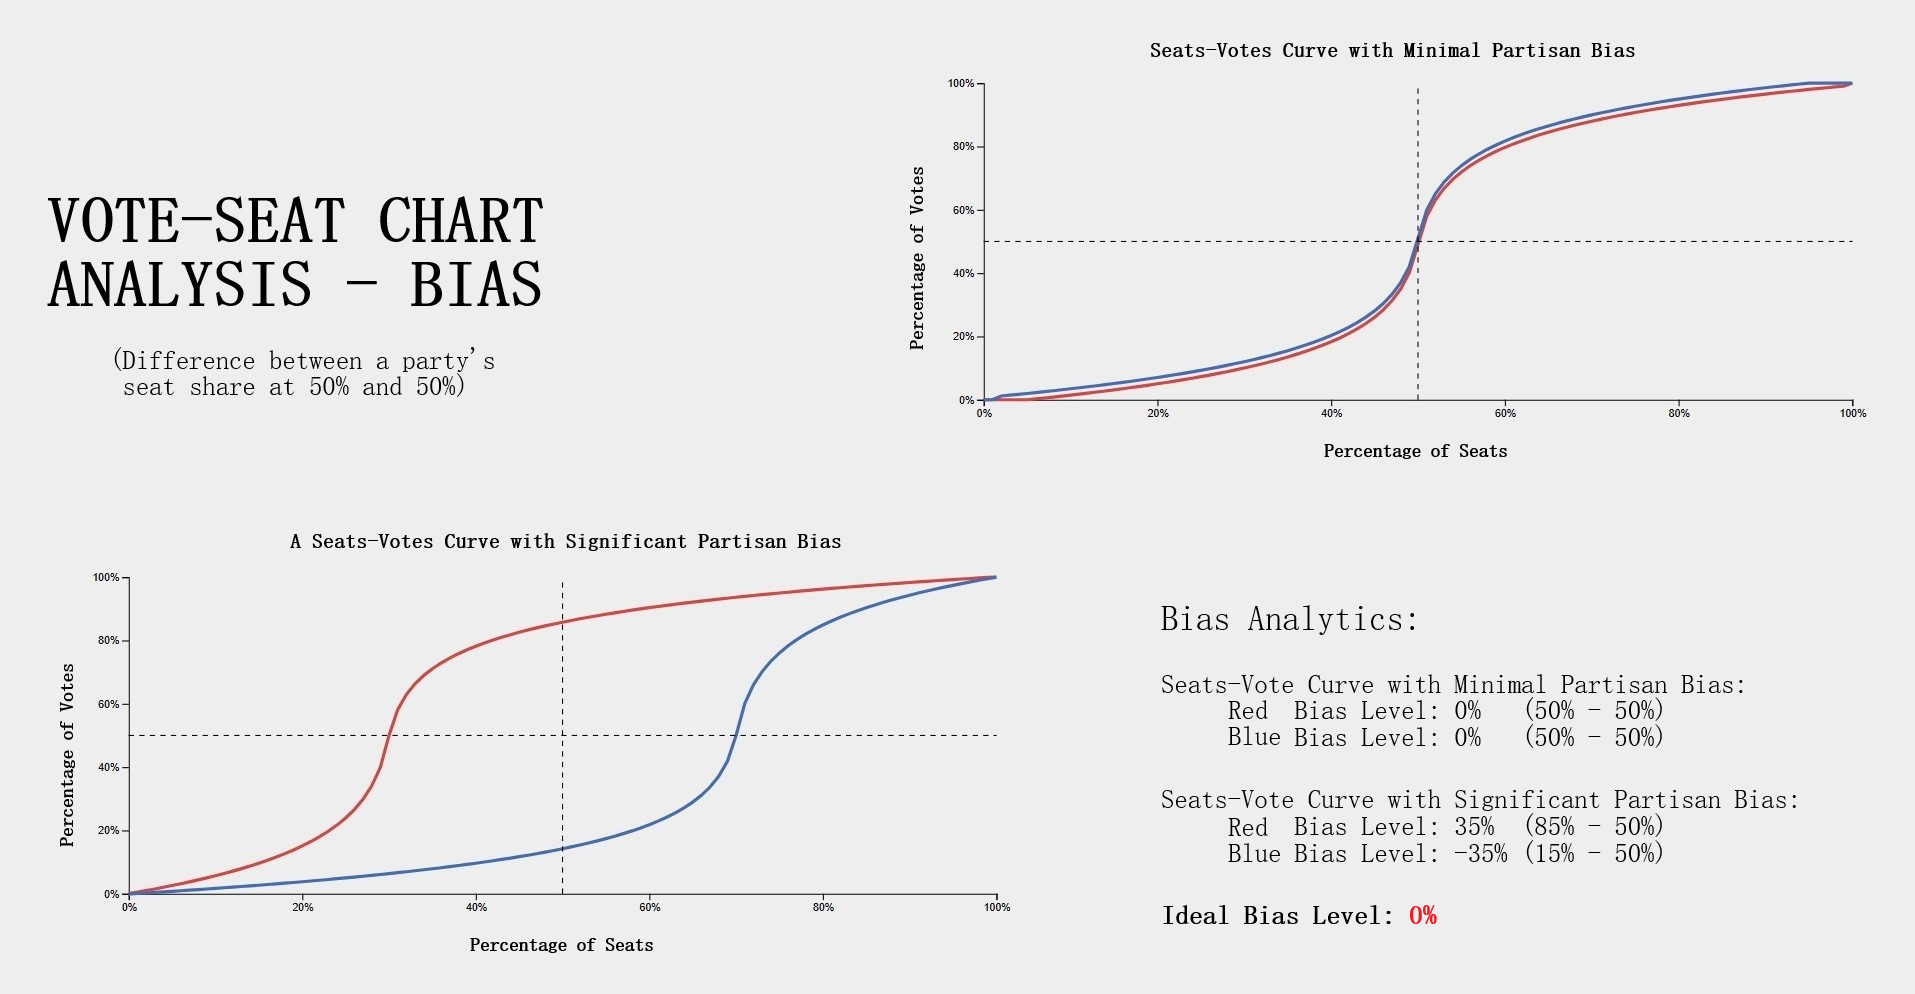 VOTE-SEAT CHART
ANALYSIS - BIAS
(Difference between a party's
seat share at 50% and 50%)
Seats-Votes Curve with Minimal Partisan Bias
Percentage of Votes
100%
80%
60%
40%
20%
0%
0% 20% 40% 60% 80% 100%
Percentage of Seats
A Seats-Votes Curve with Significant Partisan Bias
Percentage of Votes
100%
80%
60%
40%
20%
0%
0% 20% 40% 60% 80% 100%
Percentage of Seats
Bias Analytics:
Seats-Vote Curve with Minimal Partisan Bias:
Red Bias Level: 0% (50% - 50%)
Blue Bias Level: 0% (50% - 50%)
Seats-Vote Curve with Significant Partisan Bias:
Red Bias Level: 35% (85% - 50%)
Blue Bias Level: -35% (15% - 50%)
Ideal Bias Level: 0%